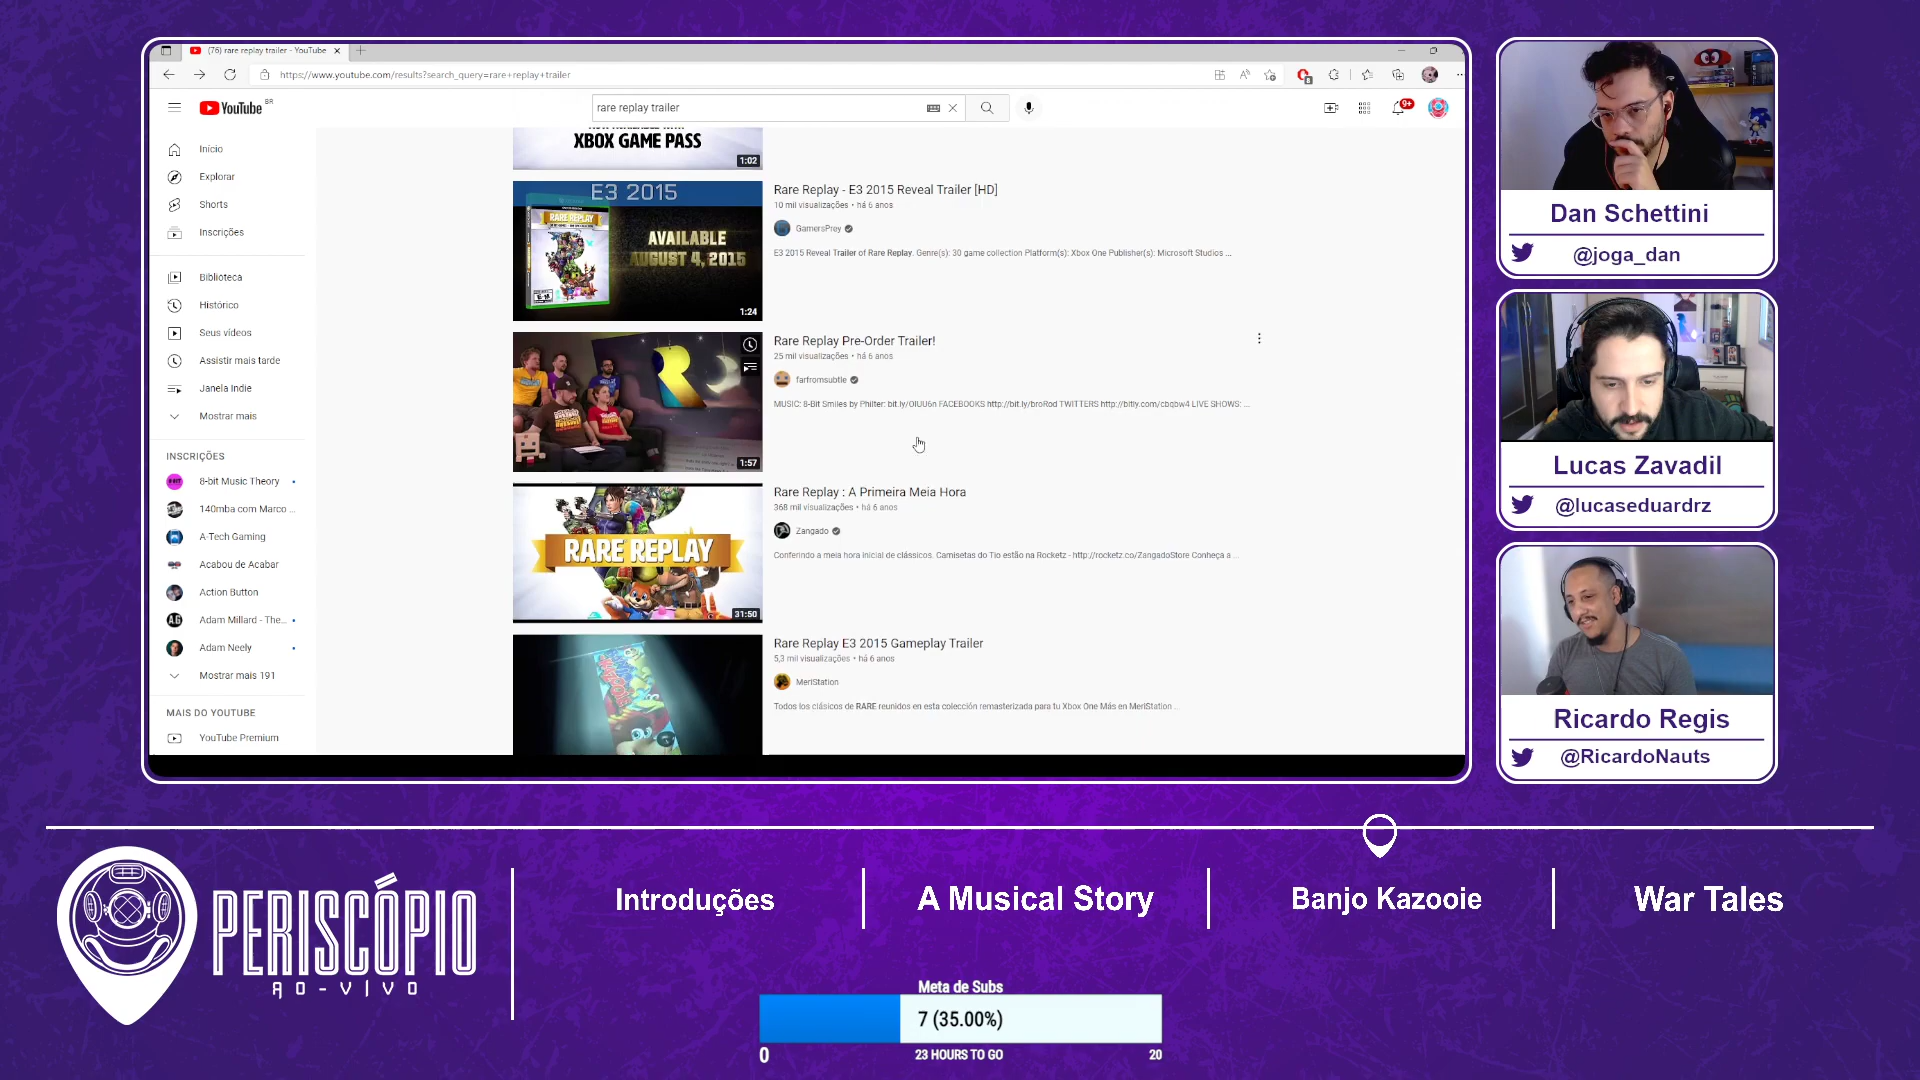 (76) rare replay trailer - YouTube
https://www.youtube.com/results?search_query=rare+replay+trailer
YouTube BR
rare replay trailer
9+
Início
Explorar
Shorts
Inscrições
Biblioteca
Histórico
Seus vídeos
Assistir mais tarde
Janela Indie
Mostrar mais
INSCRIÇÕES
8-bit Music Theory
140mba com Marco ...
A-Tech Gaming
Acabou de Acabar
Action Button
Adam Millard - The...
Adam Neely
Mostrar mais 191
MAIS DO YOUTUBE
YouTube Premium
XBOX GAME PASS
1:02
E3 2015
RARE REPLAY
AVAILABLE
AUGUST 4, 2015
1:24
Rare Replay - E3 2015 Reveal Trailer [HD]
10 mil visualizações • há 6 anos
GamersPrey
E3 2015 Reveal Trailer of Rare Replay. Genre(s): 30 game collection Platform(s): Xbox One Publisher(s): Microsoft Studios ...
R
1:57
Rare Replay Pre-Order Trailer!
25 mil visualizações • há 6 anos
farfromsubtle
MUSIC: 8-Bit Smiles by Philter: bit.ly/OIUU6n FACEBOOKS http://bit.ly/broRod TWITTERS http://bitly.com/cbqbw4 LIVE SHOWS: ...
RARE REPLAY
31:50
Rare Replay : A Primeira Meia Hora
368 mil visualizações • há 6 anos
Zangado
Conferindo a meia hora inicial de clássicos. Camisetas do Tio estão na Rocketz - http://rocketz.co/ZangadoStore Conheça a ...
Rare Replay E3 2015 Gameplay Trailer
5,3 mil visualizações • há 6 anos
MeriStation
Todos los clásicos de RARE reunidos en esta colección remasterizada para tu Xbox One Más en MeriStation ...
Dan Schettini
@joga_dan
Lucas Zavadil
@lucaseduardrz
Ricardo Regis
@RicardoNauts
PERISCÓPIO
AO-VIVO
Introduções
A Musical Story
Banjo Kazooie
War Tales
Meta de Subs
7 (35.00%)
0
23 HOURS TO GO
20